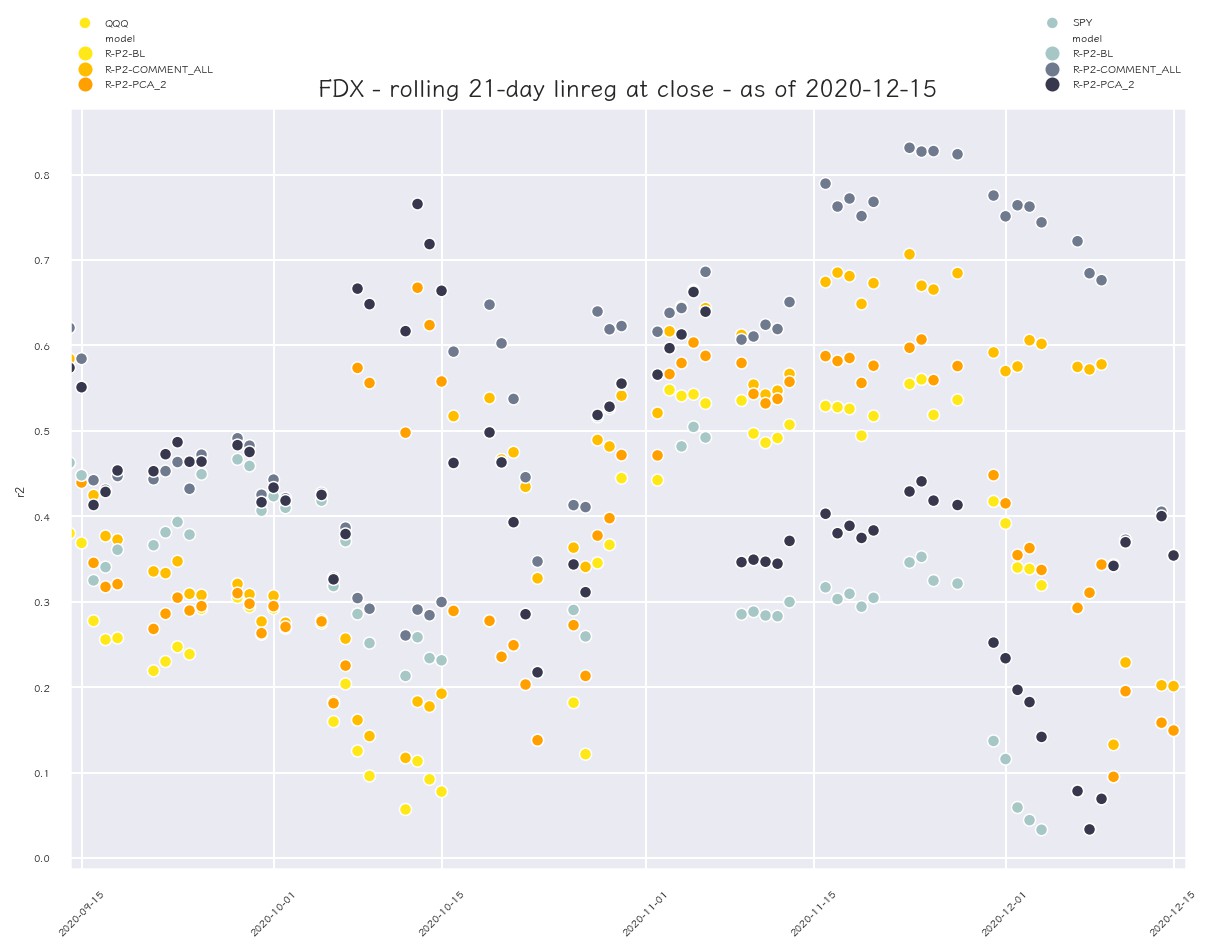 QQQ
model
R-P2-BL
R-P2-COMMENT_ALL
R-P2-PCA_2
SPY
model
R-P2-BL
R-P2-COMMENT_ALL
R-P2-PCA_2
FDX - rolling 21-day linreg at close - as of 2020-12-15
0.8
0.7
0.6
0.5
0.4
0.3
0.2
0.1
0.0
r2
2020-09-15
2020-10-01
2020-10-15
2020-11-01
2020-11-15
2020-12-01
2020-12-15